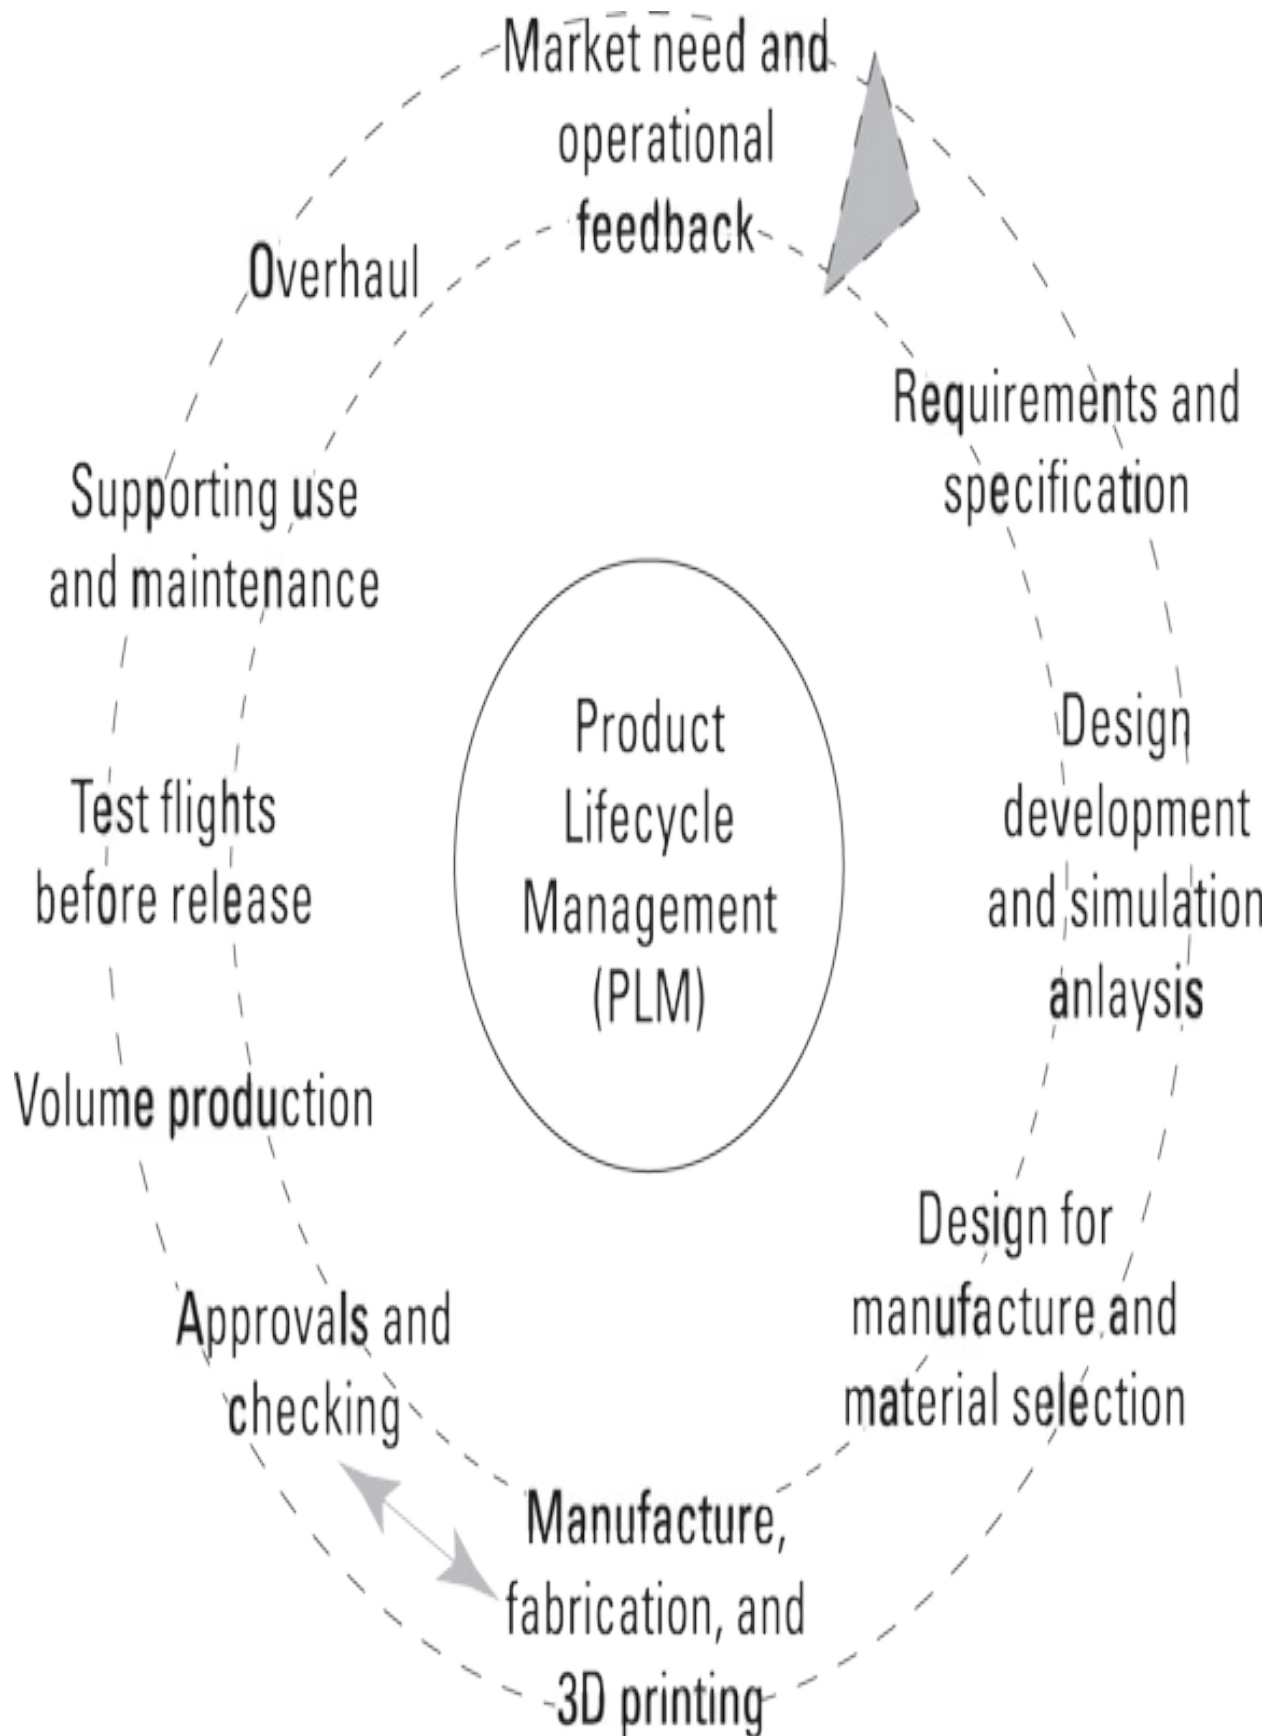 Market need and
operational
feedback
Requirements and
specification
Design
development
and simulation
anlaysis
Design for
manufacture and
material selection
Manufacture,
fabrication, and
3D printing
Approvals and
checking
Volume production
Test flights
before release
Supporting use
and maintenance
Overhaul
Product
Lifecycle
Management
(PLM)